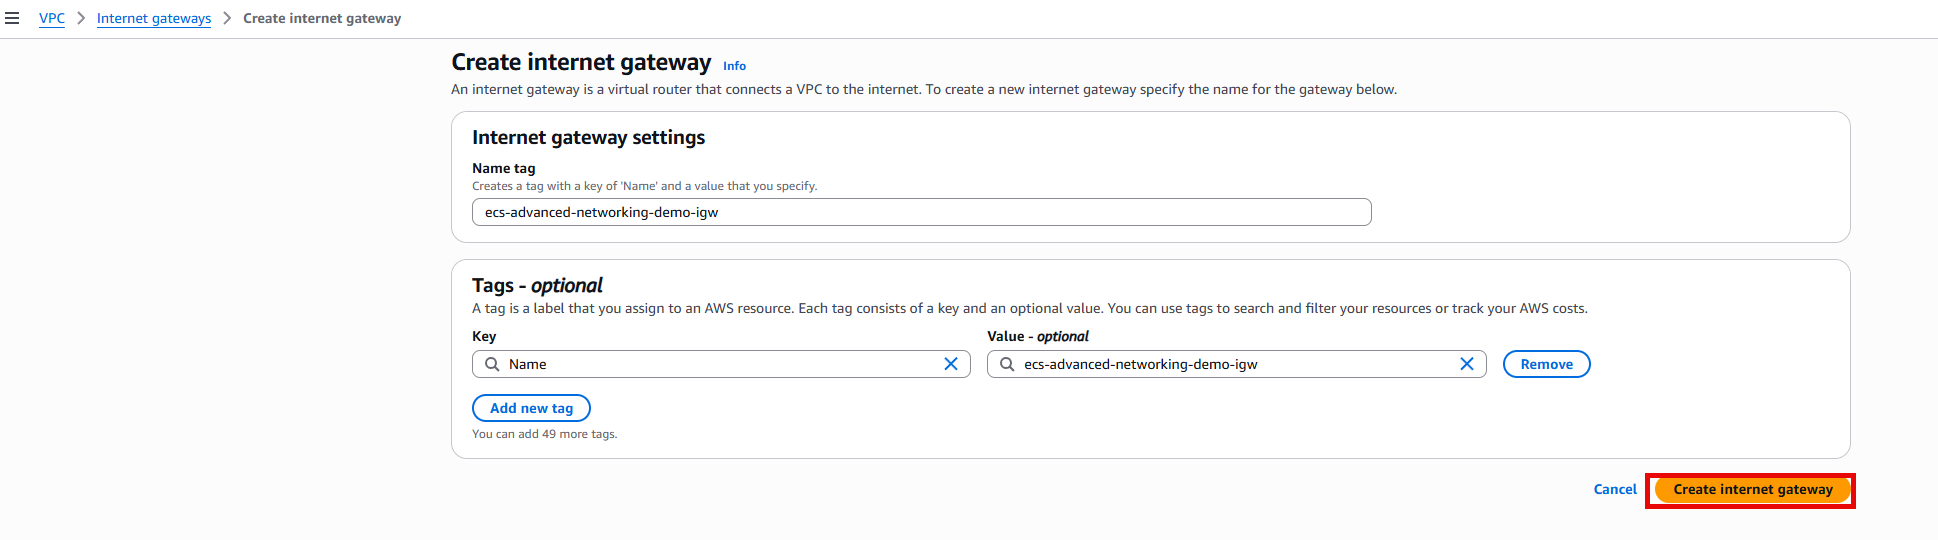 VPC > Internet gateways > Create internet gateway
Create internet gateway Info
An internet gateway is a virtual router that connects a VPC to the internet. To create a new internet gateway specify the name for the gateway below.
Internet gateway settings
Name tag
Creates a tag with a key of 'Name' and a value that you specify.
ecs-advanced-networking-demo-igw
Tags - optional
A tag is a label that you assign to an AWS resource. Each tag consists of a key and an optional value. You can use tags to search and filter your resources or track your AWS costs.
Key Value - optional
Name ecs-advanced-networking-demo-igw Remove
Add new tag
You can add 49 more tags.
Cancel Create internet gateway